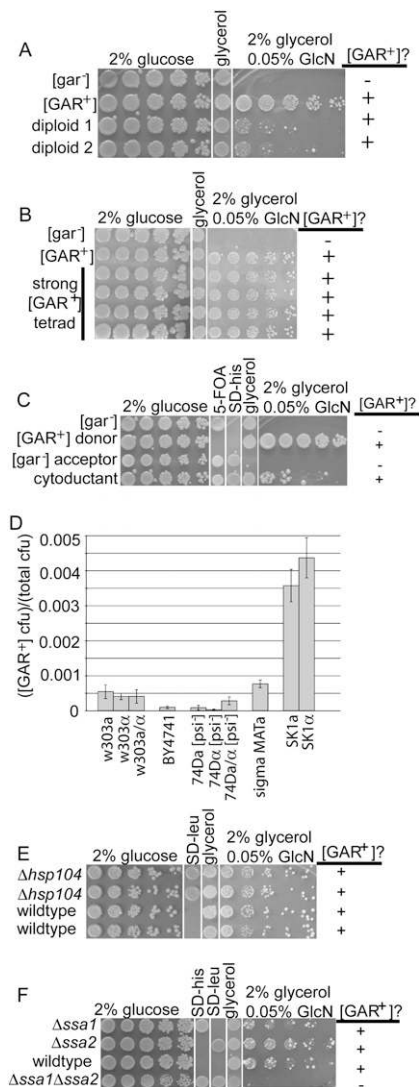 A
2% glucose
glycerol
2% glycerol
0.05% GlcN
[GAR+]?
[gar-]
-
[GAR+]
+
diploid 1
+
diploid 2
+
B
2% glucose
glycerol
2% glycerol
0.05% GlcN
[GAR+]?
[gar-]
-
[GAR+]
+
strong
[GAR+]
tetrad
+
+
+
+
C
2% glucose
5-FOA
SD-his
glycerol
2% glycerol
0.05% GlcN
[GAR+]?
[gar-]
-
[GAR+] donor
+
[gar-] acceptor
-
cytoductant
+
D
([GAR+] cfu)/(total cfu)
0.005
0.004
0.003
0.002
0.001
0
w303a
w303α
w303a/α
BY4741
74Da [psi-]
74Dα [psi-]
74Da/α [psi-]
sigma MATa
SK1a
SK1α
E
2% glucose
SD-leu
glycerol
2% glycerol
0.05% GlcN
[GAR+]?
Δhsp104
+
Δhsp104
+
wildtype
+
wildtype
+
F
2% glucose
SD-his
SD-leu
glycerol
2% glycerol
0.05% GlcN
[GAR+]?
Δssa1
+
Δssa2
+
wildtype
+
Δssa1Δssa2
-